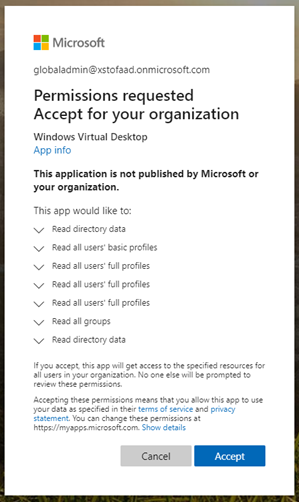 Microsoft
globaladmin@xstofaad.onmicrosoft.com
Permissions requested
Accept for your organization
Windows Virtual Desktop
App info
This application is not published by Microsoft or
your organization.
This app would like to:
Read directory data
Read all users' basic profiles
Read all users' full profiles
Read all users' full profiles
Read all users' full profiles
Read all groups
Read directory data
If you accept, this app will get access to the specified resources for
all users in your organization. No one else will be prompted to
review these permissions.
Accepting these permissions means that you allow this app to use
your data as specified in their terms of service and privacy
statement. You can change these permissions at
https://myapps.microsoft.com. Show details
Cancel
Accept